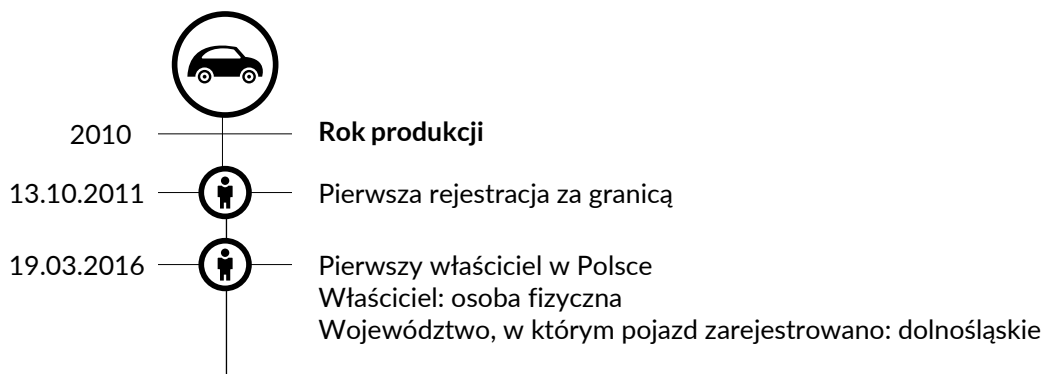 2010
Rok produkcji
13.10.2011
Pierwsza rejestracja za granicą
19.03.2016
Pierwszy właściciel w Polsce
Właściciel: osoba fizyczna
Województwo, w którym pojazd zarejestrowano: dolnośląskie